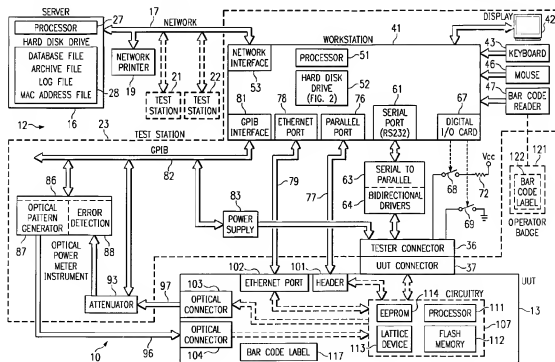 SERVER
27
PROCESSOR
HARD DISK DRIVE
DATABASE FILE
ARCHIVE FILE
LOG FILE
MAC ADDRESS FILE
28
16
12
17
NETWORK
NETWORK
PRINTER
19
21
TEST
STATION
22
TEST
STATION
23
TEST STATION
WORKSTATION
41
NETWORK
INTERFACE
53
PROCESSOR
51
HARD
DISK
DRIVE
(FIG. 2)
52
DISPLAY
42
43
KEYBOARD
46
MOUSE
47
BAR CODE
READER
81
GPIB
INTERFACE
78
ETHERNET
PORT
76
PARALLEL
PORT
61
SERIAL
PORT
(RS232)
67
DIGITAL
I/O CARD
GPIB
82
79
77
63
SERIAL TO
PARALLEL
64
BIDIRECTIONAL
DRIVERS
68
72
Vcc
69
121
122
BAR
CODE
LABEL
OPERATOR
BADGE
86
OPTICAL
PATTERN
GENERATOR
ERROR
DETECTION
87
88
OPTICAL
POWER
METER
INSTRUMENT
83
POWER
SUPPLY
TESTER CONNECTOR
36
UUT CONNECTOR
37
93
ATTENUATOR
97
96
10
102
101
ETHERNET PORT
HEADER
UUT
13
103
OPTICAL
CONNECTOR
OPTICAL
CONNECTOR
104
BAR CODE LABEL
117
114
CIRCUITRY
EEPROM
PROCESSOR
111
107
LATTICE
DEVICE
113
FLASH
MEMORY
112